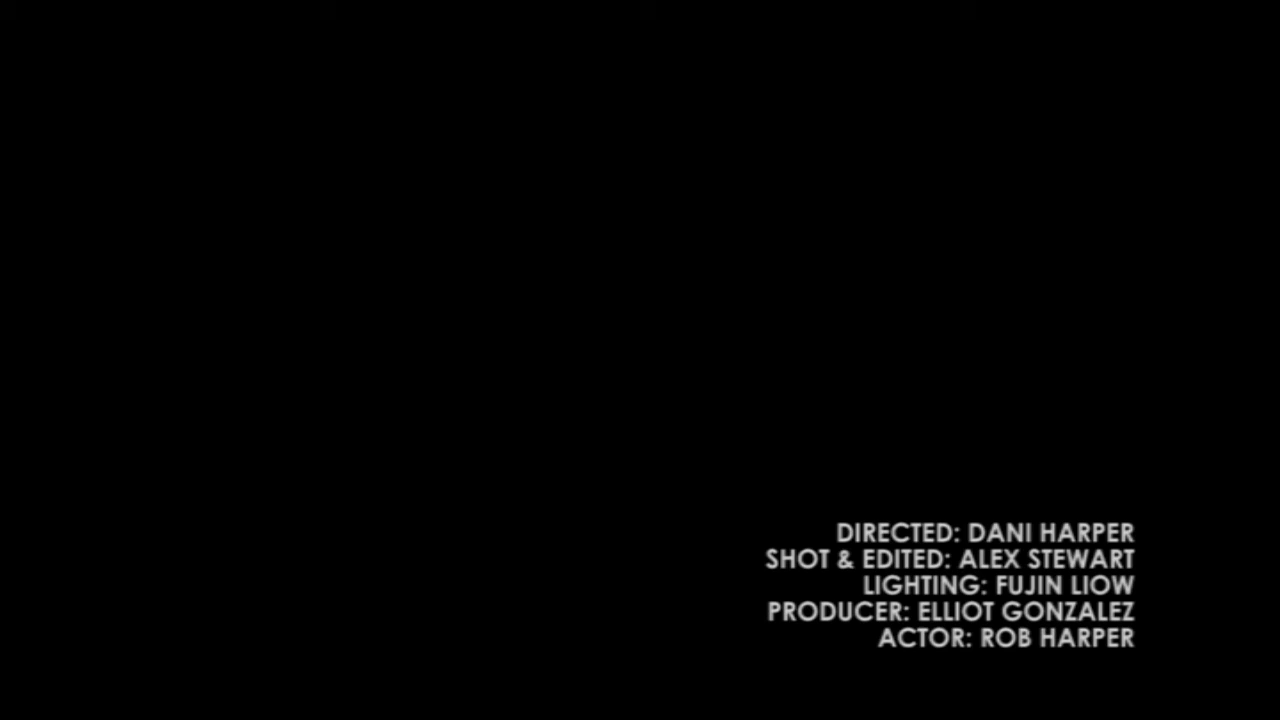 DIRECTED: DANI HARPER
SHOT & EDITED: ALEX STEWART
LIGHTING: FUJIN LIOW
PRODUCER: ELLIOT GONZALEZ
ACTOR: ROB HARPER